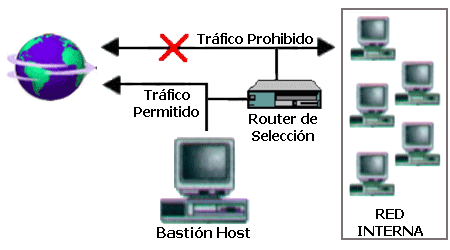 Tráfico Prohibido
Tráfico
Permitido
Router de
Selección
Bastión Host
RED
INTERNA